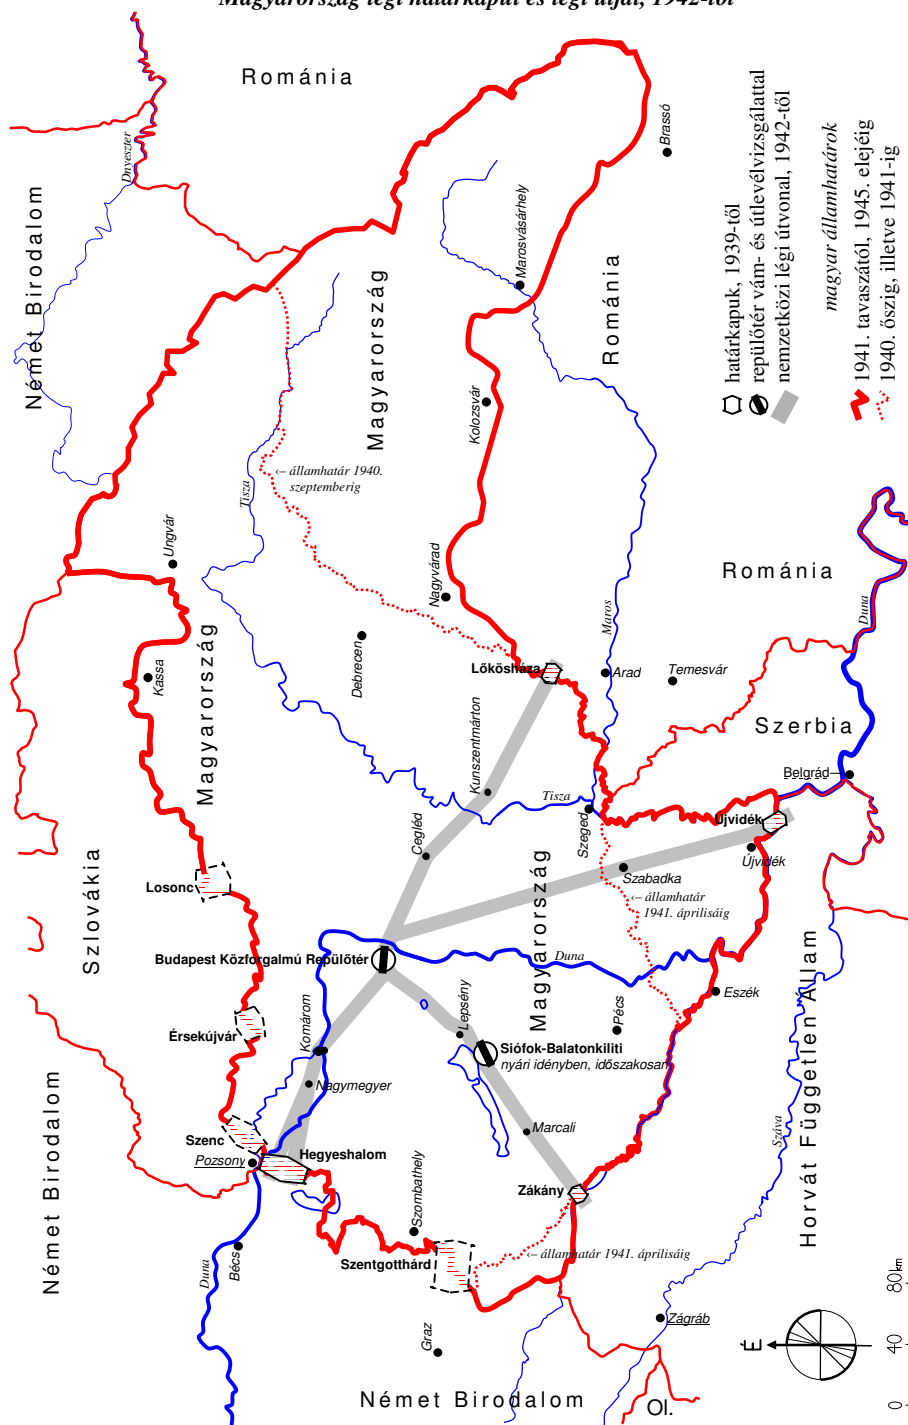 Magyarország légi határkapui és légi útjai, 1942-től
Románia
Dnyeszter
Német Birodalom
Brassó
Marosvásárhely
Magyarország
Románia
Kolozsvár
Tisza
← államhatár 1940.
szeptemberig
Ungvár
Nagyvárad
Debrecen
Maros
Kassa
Magyarország
Lőkösháza
Arad
Temesvár
Románia
Duna
Szerbia
Belgrád
Kunszentmárton
Tisza
Szeged
Cegléd
Újvidék
Újvidék
Szabadka
← államhatár
1941. áprilisáig
Szlovákia
Losonc
Budapest Közforgalmú Repülőtér
Magyarország
Duna
Eszék
Pécs
Lepsény
Siófok-Balatonkiliti
nyári idényben, időszakosan
Érsekújvár
Komárom
Nagymegyer
Német Birodalom
Szenc
Pozsony
Hegyeshalom
Marcali
Zákány
Száva
Horvát Független Állam
Duna
Bécs
Szombathely
Szentgotthárd
← államhatár 1941. áprilisáig
Graz
Zágráb
Német Birodalom
Ol.
határkapuk, 1939-től
repülőtér vám- és útlevélvizsgálattal
nemzetközi légi útvonal, 1942-től
magyar államhatárok
1941. tavaszától, 1945. elejéig
1940. őszig, illetve 1941-ig
É
0 40 80 km